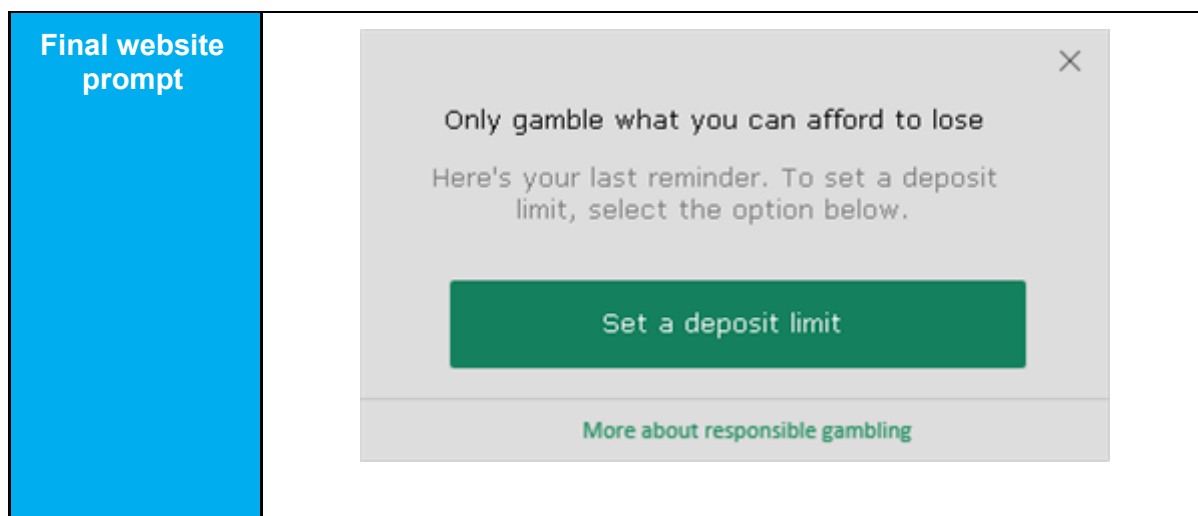 Final website
prompt
Only gamble what you can afford to lose
Here's your last reminder. To set a deposit
limit, select the option below.
Set a deposit limit
More about responsible gambling